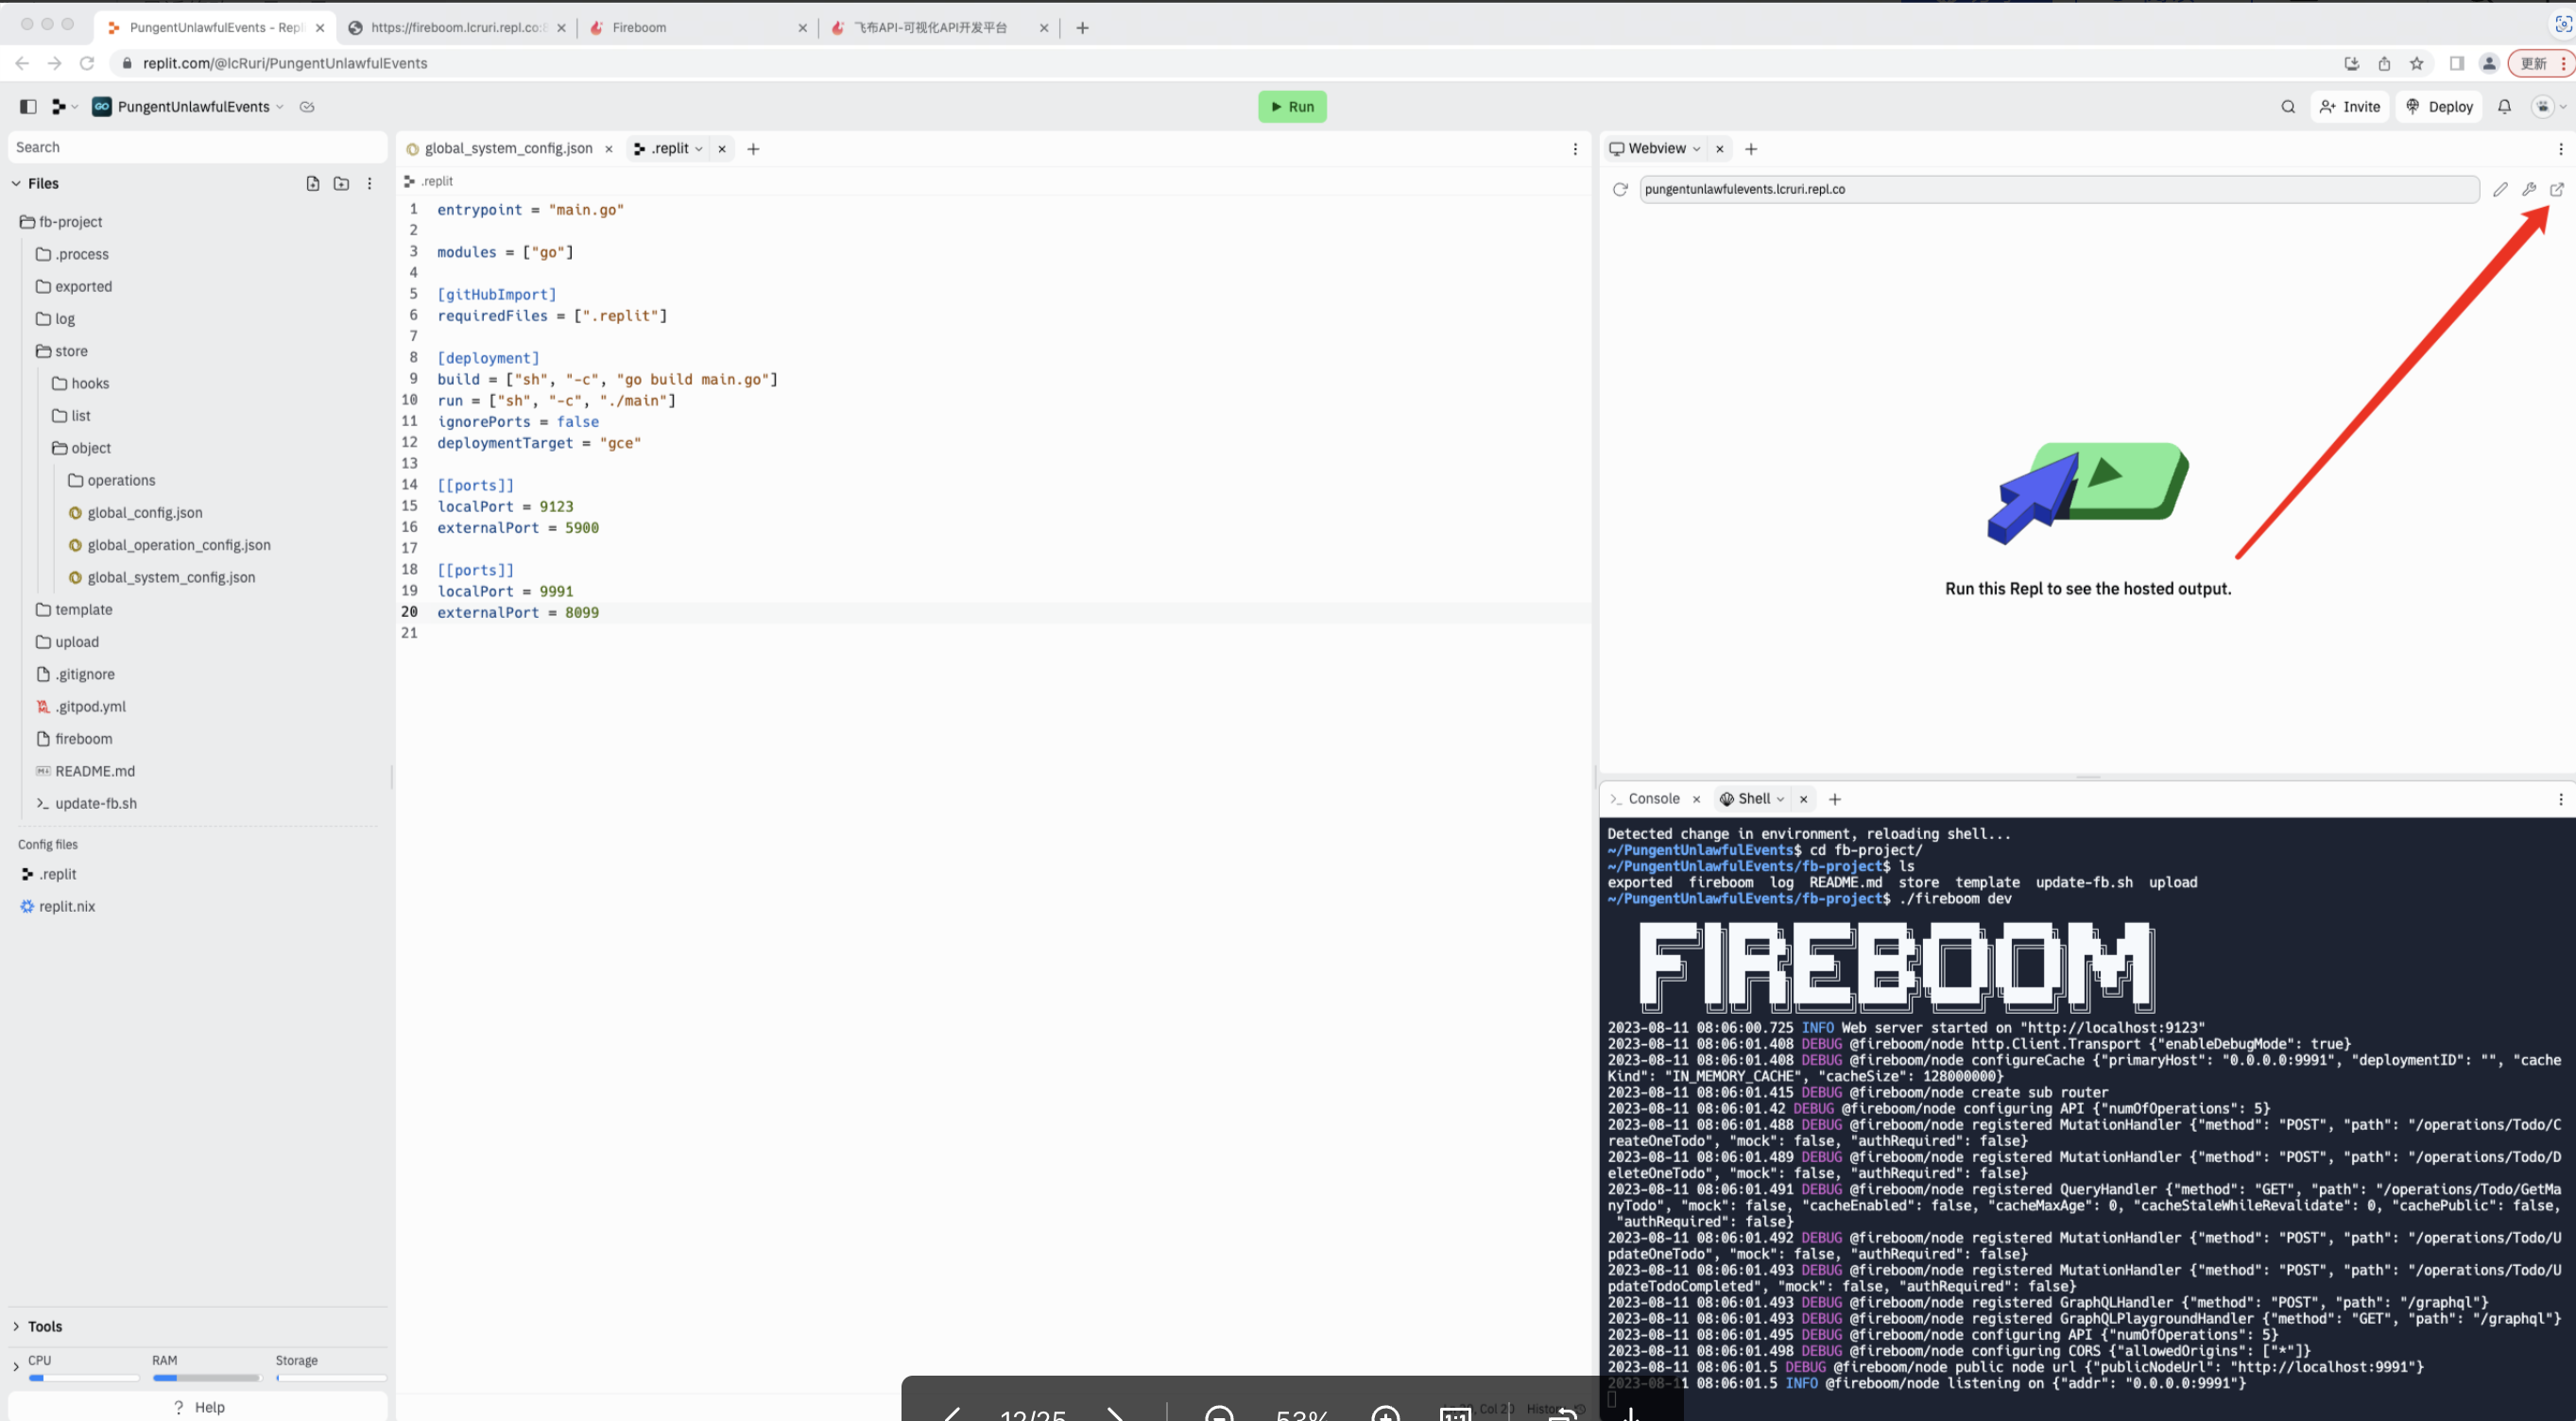 PungentUnlawfulEvents - Repl
https://fireboom.lcruri.repl.co:8
Fireboom
飞布API-可视化API开发平台
replit.com/@lcRuri/PungentUnlawfulEvents
更新
PungentUnlawfulEvents
Run
Invite
Deploy
Search
Files
fb-project
.process
exported
log
store
hooks
list
object
operations
global_config.json
global_operation_config.json
global_system_config.json
template
upload
.gitignore
.gitpod.yml
fireboom
README.md
update-fb.sh
Config files
.replit
replit.nix
Tools
CPU RAM Storage
? Help
global_system_config.json
.replit
.replit
1 entrypoint = "main.go"
2
3 modules = ["go"]
4
5 [gitHubImport]
6 requiredFiles = [".replit"]
7
8 [deployment]
9 build = ["sh", "-c", "go build main.go"]
10 run = ["sh", "-c", "./main"]
11 ignorePorts = false
12 deploymentTarget = "gce"
13
14 [[ports]]
15 localPort = 9123
16 externalPort = 5900
17
18 [[ports]]
19 localPort = 9991
20 externalPort = 8099
21
Webview
pungentunlawfulevents.lcruri.repl.co
Run this Repl to see the hosted output.
Console
Shell
Detected change in environment, reloading shell...
~/PungentUnlawfulEvents$ cd fb-project/
~/PungentUnlawfulEvents/fb-project$ ls
exported fireboom log README.md store template update-fb.sh upload
~/PungentUnlawfulEvents/fb-project$ ./fireboom dev
FIREBOOM
2023-08-11 08:06:00.725 INFO Web server started on "http://localhost:9123"
2023-08-11 08:06:01.408 DEBUG @fireboom/node http.Client.Transport {"enableDebugMode": true}
2023-08-11 08:06:01.408 DEBUG @fireboom/node configureCache {"primaryHost": "0.0.0.0:9991", "deploymentID": "", "cache
Kind": "IN_MEMORY_CACHE", "cacheSize": 128000000}
2023-08-11 08:06:01.415 DEBUG @fireboom/node create sub router
2023-08-11 08:06:01.42 DEBUG @fireboom/node configuring API {"numOfOperations": 5}
2023-08-11 08:06:01.488 DEBUG @fireboom/node registered MutationHandler {"method": "POST", "path": "/operations/Todo/C
reateOneTodo", "mock": false, "authRequired": false}
2023-08-11 08:06:01.489 DEBUG @fireboom/node registered MutationHandler {"method": "POST", "path": "/operations/Todo/D
eleteOneTodo", "mock": false, "authRequired": false}
2023-08-11 08:06:01.491 DEBUG @fireboom/node registered QueryHandler {"method": "GET", "path": "/operations/Todo/GetMa
nyTodo", "mock": false, "cacheEnabled": false, "cacheMaxAge": 0, "cacheStaleWhileRevalidate": 0, "cachePublic": false,
"authRequired": false}
2023-08-11 08:06:01.492 DEBUG @fireboom/node registered MutationHandler {"method": "POST", "path": "/operations/Todo/U
pdateOneTodo", "mock": false, "authRequired": false}
2023-08-11 08:06:01.493 DEBUG @fireboom/node registered MutationHandler {"method": "POST", "path": "/operations/Todo/U
pdateTodoCompleted", "mock": false, "authRequired": false}
2023-08-11 08:06:01.493 DEBUG @fireboom/node registered GraphQLHandler {"method": "POST", "path": "/graphql"}
2023-08-11 08:06:01.493 DEBUG @fireboom/node registered GraphQLPlaygroundHandler {"method": "GET", "path": "/graphql"}
2023-08-11 08:06:01.495 DEBUG @fireboom/node configuring API {"numOfOperations": 5}
2023-08-11 08:06:01.498 DEBUG @fireboom/node configuring CORS {"allowedOrigins": ["*"]}
2023-08-11 08:06:01.5 DEBUG @fireboom/node public node url {"publicNodeUrl": "http://localhost:9991"}
2023-08-11 08:06:01.5 INFO @fireboom/node listening on {"addr": "0.0.0.0:9991"}
12/25
53%
1:1